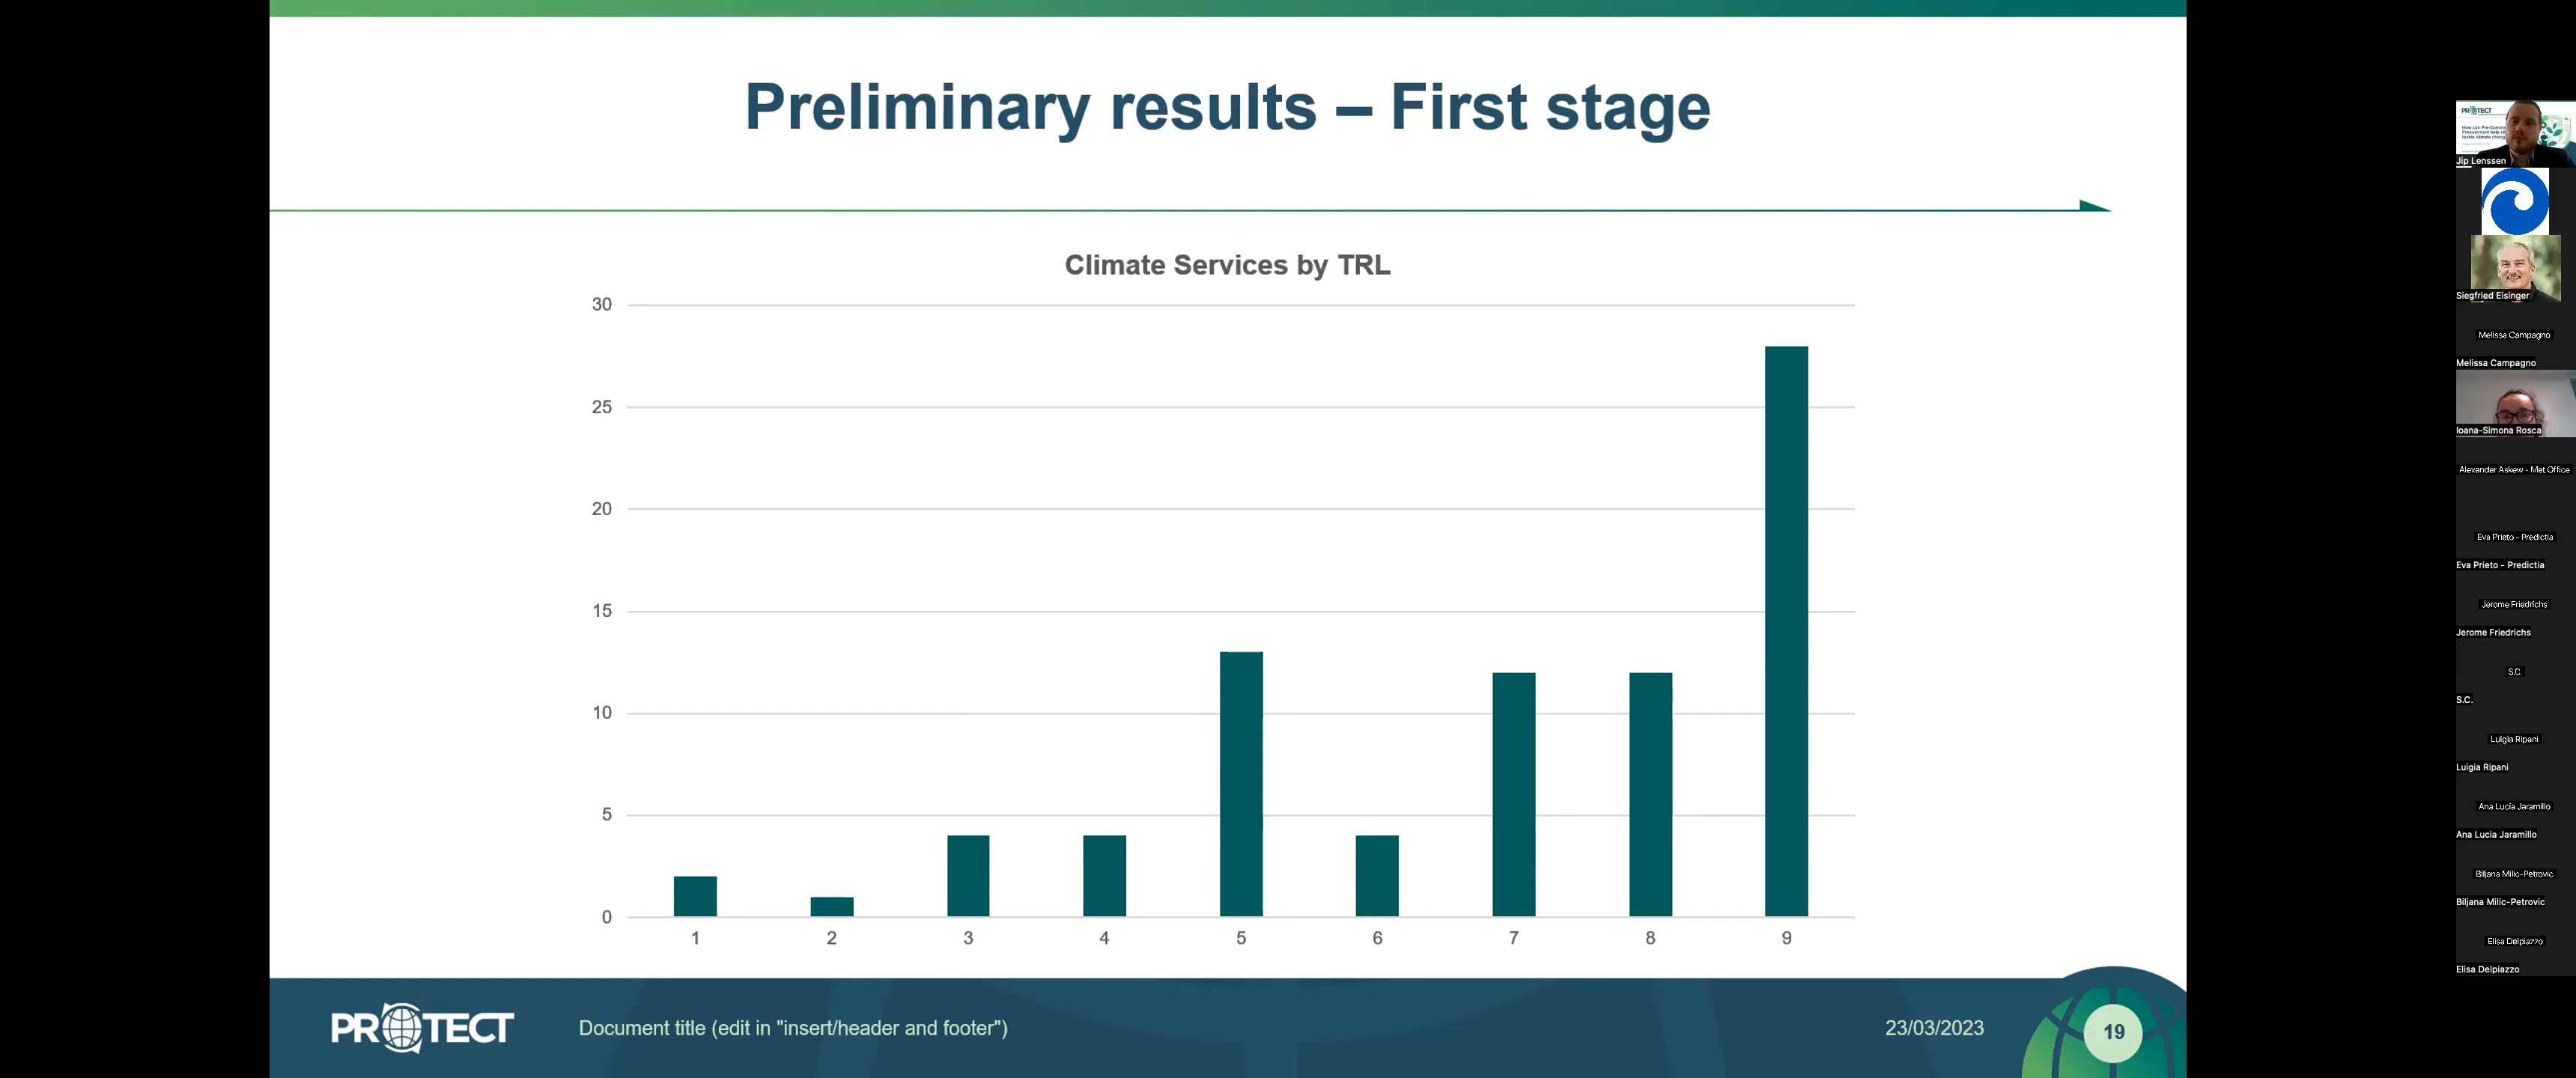 Preliminary results – First stage
Climate Services by TRL
30
25
20
15
10
5
0
1 2 3 4 5 6 7 8 9
PROTECT
Document title (edit in "insert/header and footer")
23/03/2023
19
PROTECT
Jip Lenssen
Siegfried Eisinger
Melissa Campagno
Melissa Campagno
Ioana-Simona Rosca
Alexander Askew - Met Office
Eva Prieto - Predictia
Eva Prieto - Predictia
Jerome Friedrichs
Jerome Friedrichs
S.C.
S.C.
Luigia Ripani
Luigia Ripani
Ana Lucia Jaramillo
Ana Lucia Jaramillo
Biljana Milic-Petrovic
Biljana Milic-Petrovic
Elisa Delpiazzo
Elisa Delpiazzo